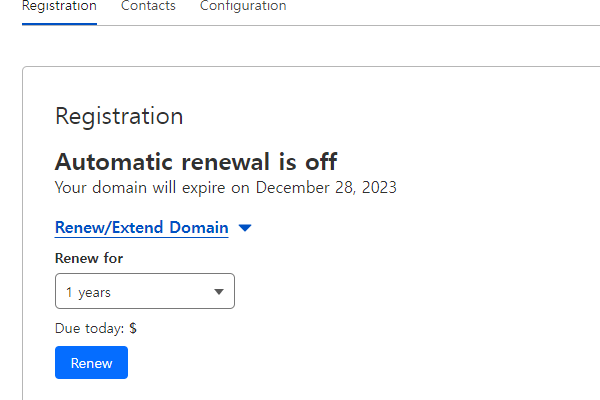 Registration Contacts Configuration
Registration
Automatic renewal is off
Your domain will expire on December 28, 2023
Renew/Extend Domain
Renew for
1 years
Due today: $
Renew